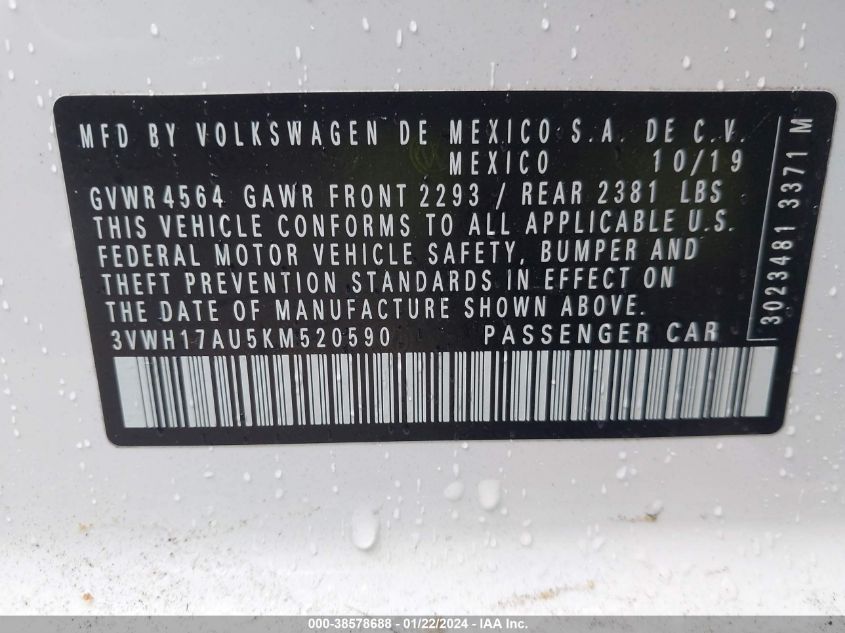 MFD BY VOLKSWAGEN DE MEXICO S.A. DE C.V.
MEXICO 10/19
GVWR 4564 GAWR FRONT 2293 / REAR 2381 LBS
THIS VEHICLE CONFORMS TO ALL APPLICABLE U.S.
FEDERAL MOTOR VEHICLE SAFETY, BUMPER AND
THEFT PREVENTION STANDARDS IN EFFECT ON
THE DATE OF MANUFACTURE SHOWN ABOVE.
3VWH17AU5KM520590 PASSENGER CAR
3023481 3371 M
000-38578688 - 01/22/2024 - IAA Inc.